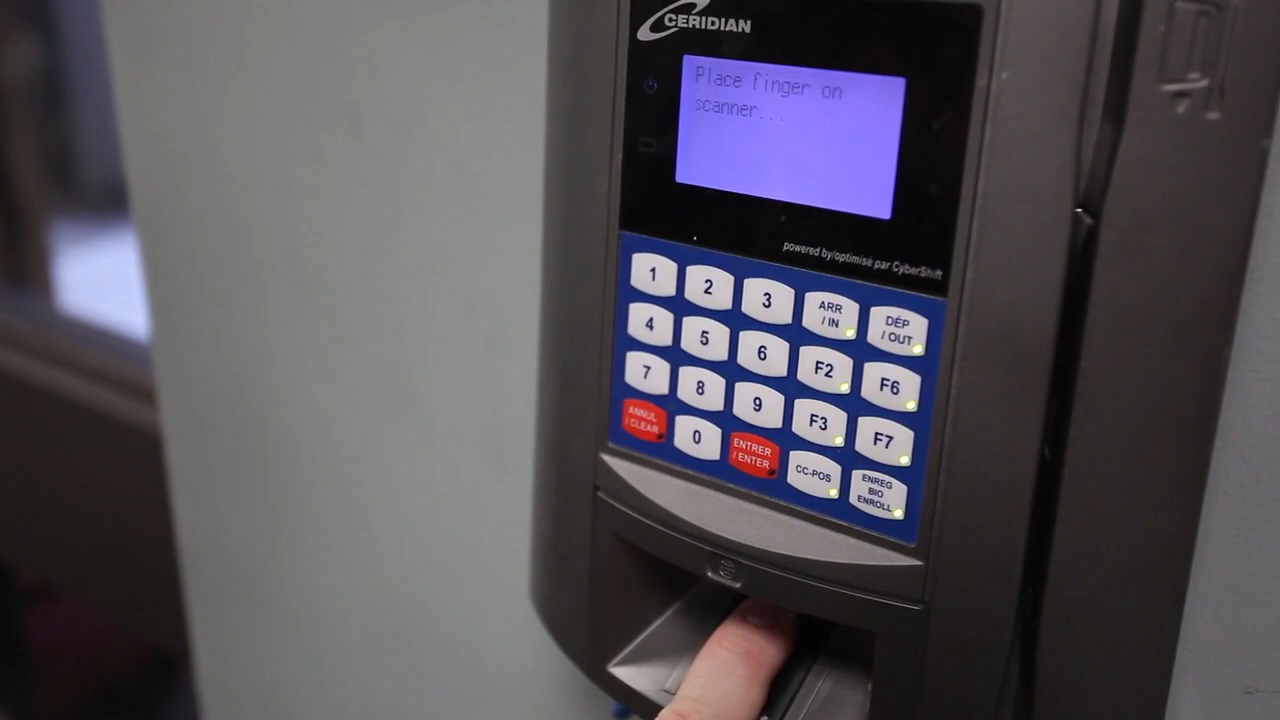 CERIDIAN
Place finger on
scanner...
powered by/optimisé par CyberShift
1
2
3
ARR
/ IN
DÉP
/ OUT
4
5
6
F2
F6
7
8
9
F3
F7
ANNUL
/ CLEAR
0
ENTRER
/ ENTER
CC-POS
ENREG
BIO
ENROLL